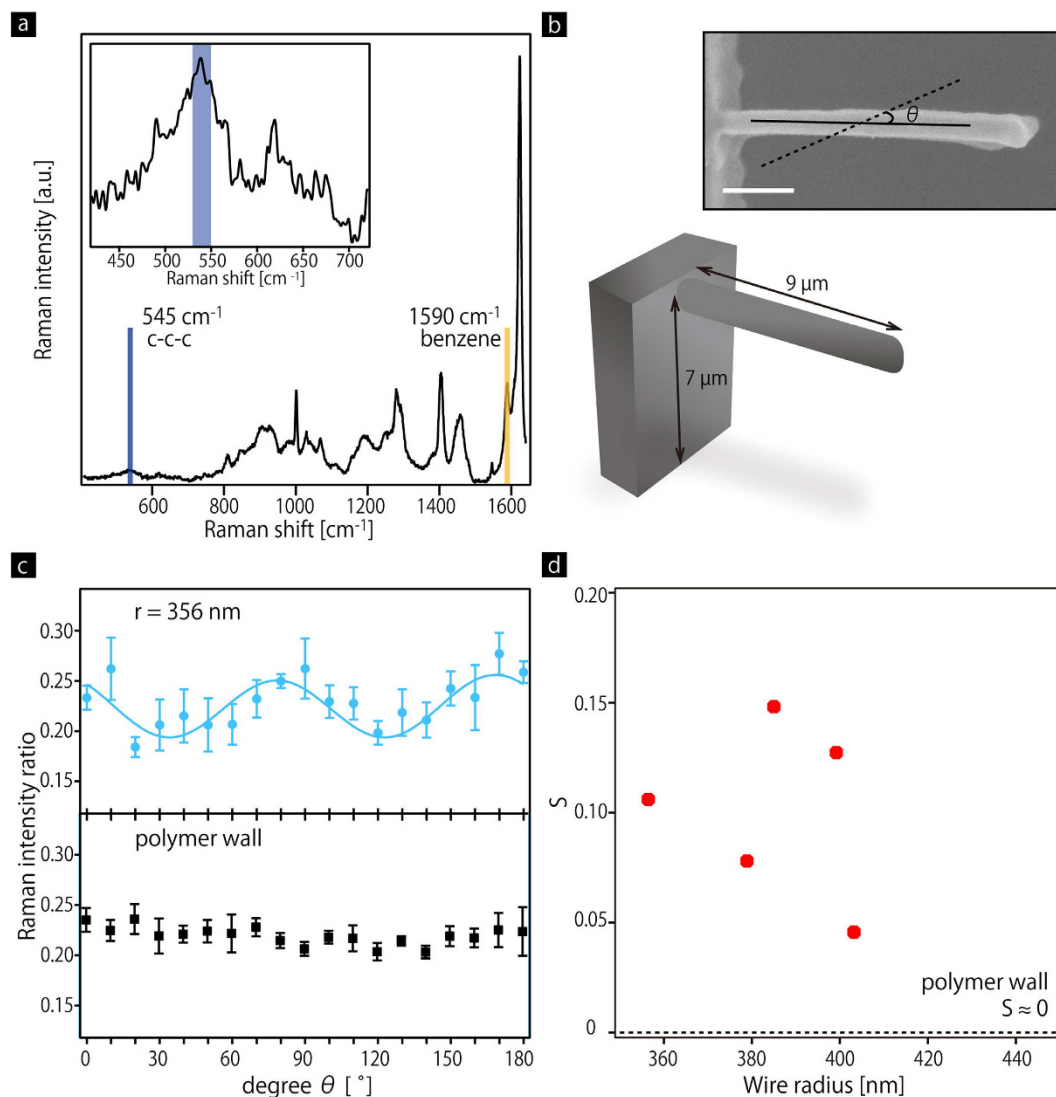 a
Raman intensity [a.u.]
450 500 550 600 650 700
Raman shift [cm⁻¹]
545 cm⁻¹
c-c-c
1590 cm⁻¹
benzene
600 800 1000 1200 1400 1600
Raman shift [cm⁻¹]
b
θ
9 μm
7 μm
c
Raman intensity ratio
r = 356 nm
0.30
0.25
0.20
0.15
polymer wall
0.30
0.25
0.20
0.15
0 30 60 90 120 150 180
degree θ [°]
d
S
0.20
0.15
0.10
0.05
0
polymer wall
S ≈ 0
360 380 400 420 440
Wire radius [nm]